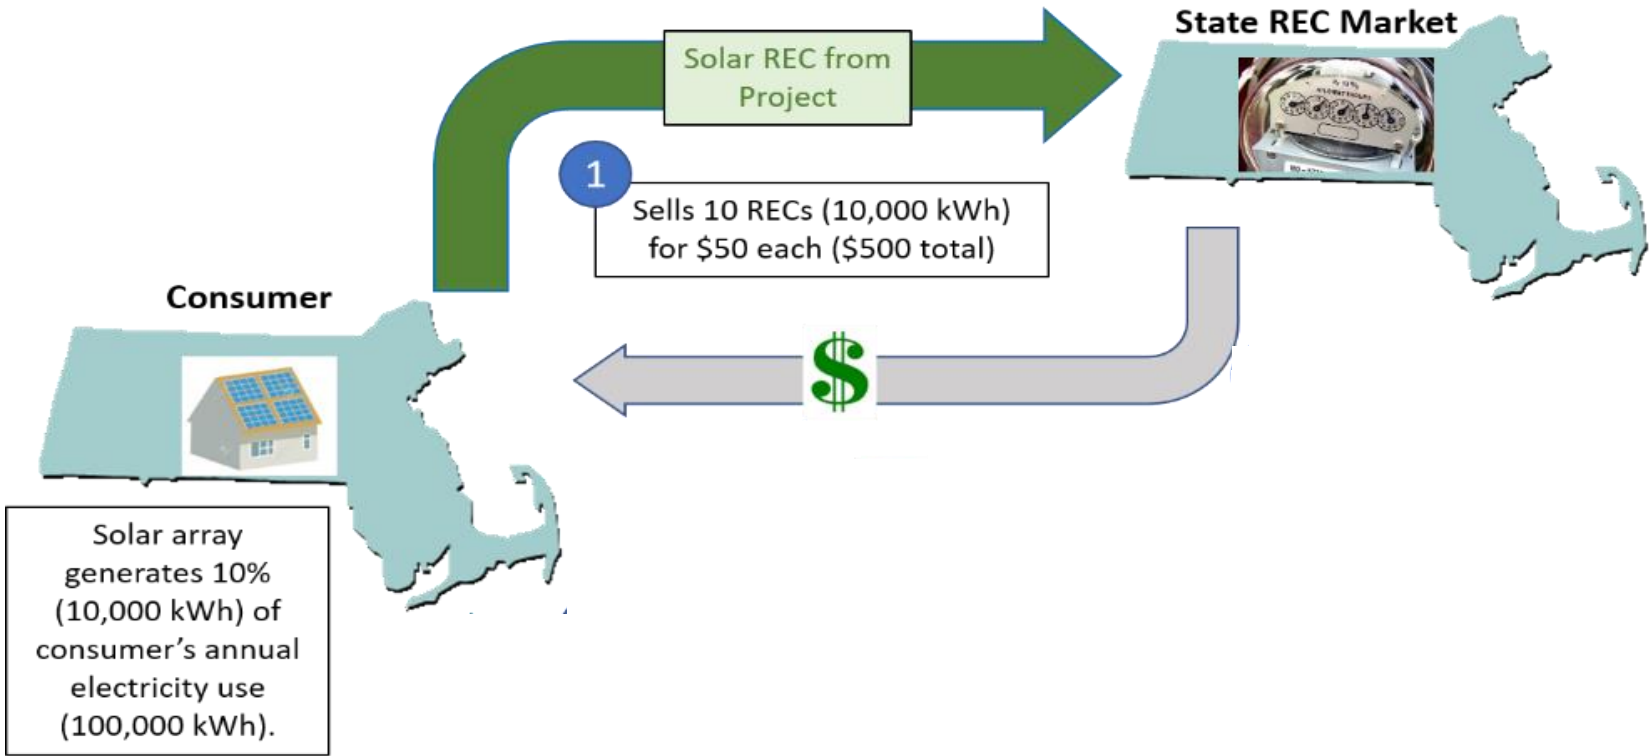 State REC Market
Solar REC from
Project
KILOWATTHOURS
1
Sells 10 RECs (10,000 kWh)
for $50 each ($500 total)
Consumer
$
Solar array
generates 10%
(10,000 kWh) of
consumer’s annual
electricity use
(100,000 kWh).